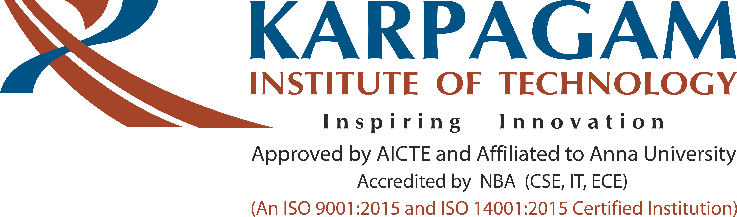 KARPAGAM
INSTITUTE OF TECHNOLOGY
Inspiring Innovation
Approved by AICTE and Affiliated to Anna University
Accredited by NBA (CSE, IT, ECE)
(An ISO 9001:2015 and ISO 14001:2015 Certified Institution)